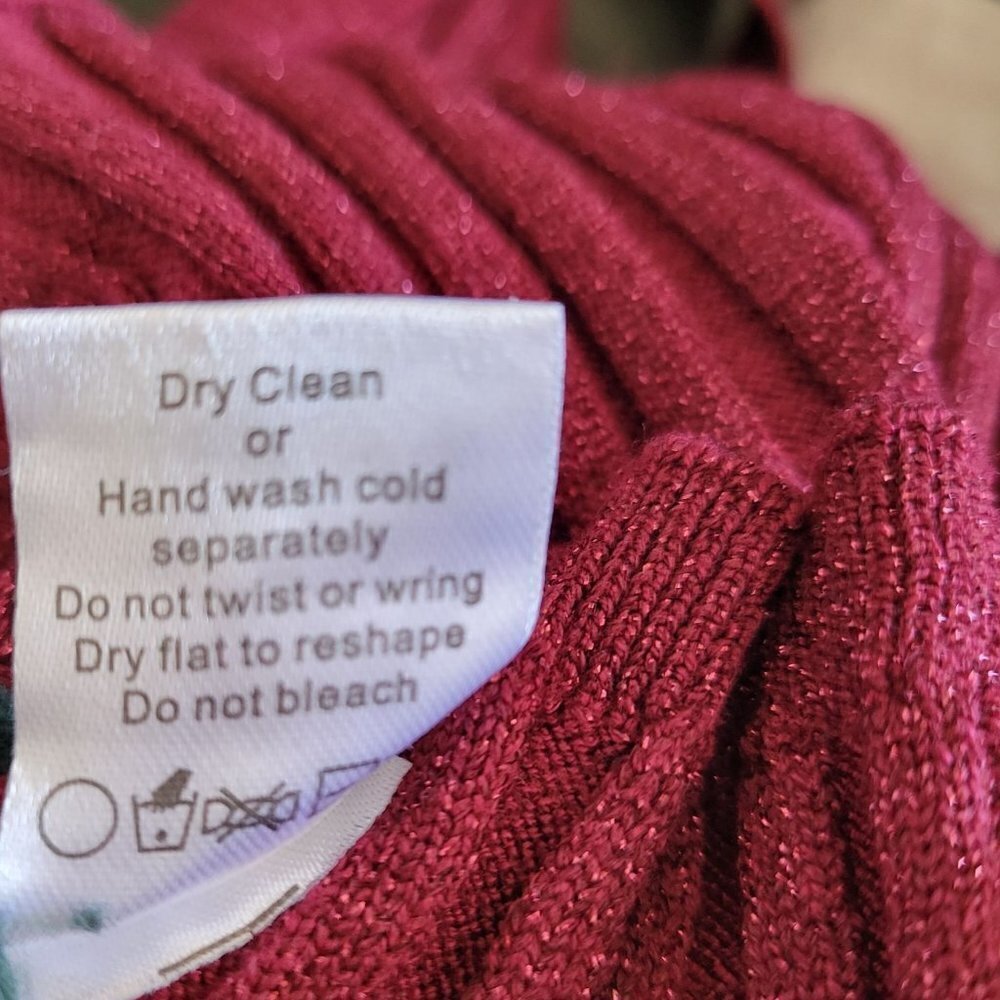 Dry Clean
or
Hand wash cold
separately
Do not twist or wring
Dry flat to reshape
Do not bleach